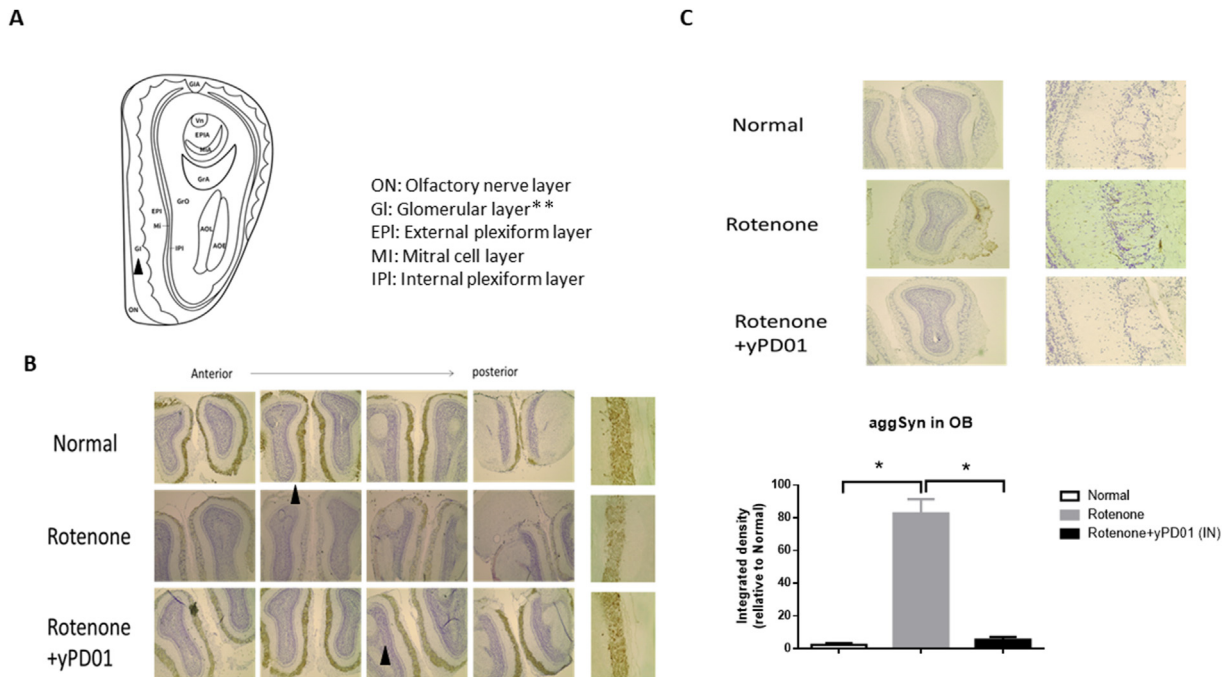 A
GlA
Vn
EPlA
MiA
GrA
GrO
EPl
Mi
IPl
AOL
AOE
Gl
ON
ON: Olfactory nerve layer
Gl: Glomerular layer**
EPl: External plexiform layer
MI: Mitral cell layer
IPl: Internal plexiform layer
B
Anterior posterior
Normal
Rotenone
Rotenone
+yPD01
C
Normal
Rotenone
Rotenone
+yPD01
aggSyn in OB
* *
Integrated density
(rellative to Normal)
100
80
60
40
20
0
Normal
Rotenone
Rotenone+yPD01 (IN)